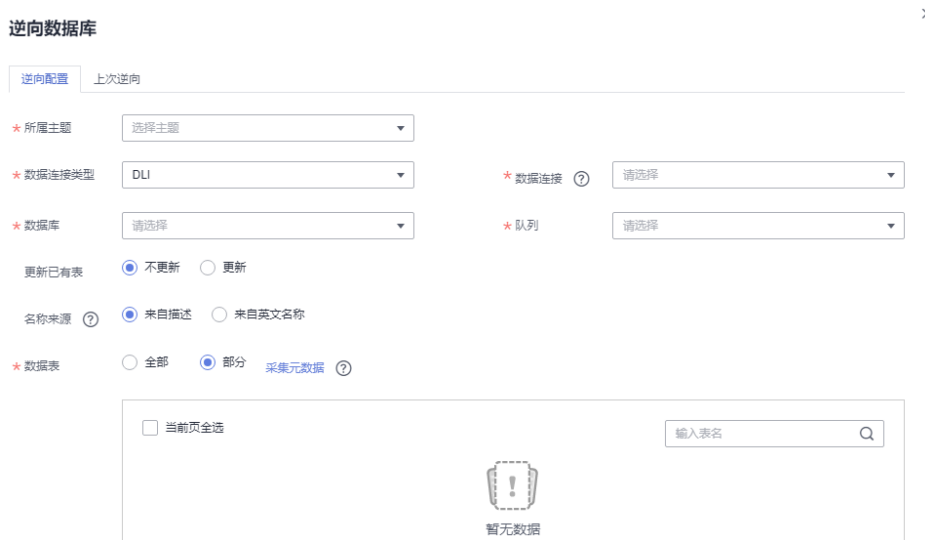 逆向数据库
逆向配置 上次逆向
* 所属主题 选择主题
* 数据连接类型 DLI * 数据连接 ? 请选择
* 数据库 请选择 * 队列 请选择
更新已有表 不更新 更新
名称来源 ? 来自描述 来自英文名称
* 数据表 全部 部分 采集元数据 ?
当前页全选 输入表名
暂无数据